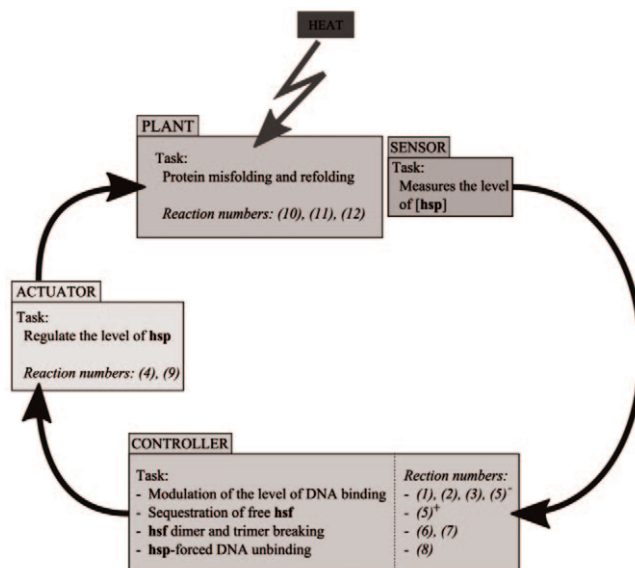 HEAT
PLANT
Task:
Protein misfolding and refolding
Reaction numbers: (10), (11), (12)
SENSOR
Task:
Measures the level
of [hsp]
ACTUATOR
Task:
Regulate the level of hsp
Reaction numbers: (4), (9)
CONTROLLER
Task:
Rection numbers:
- Modulation of the level of DNA binding
- (1), (2), (3), (5)⁻
- Sequestration of free hsf
- (5)⁺
- hsf dimer and trimer breaking
- (6), (7)
- hsp-forced DNA unbinding
- (8)